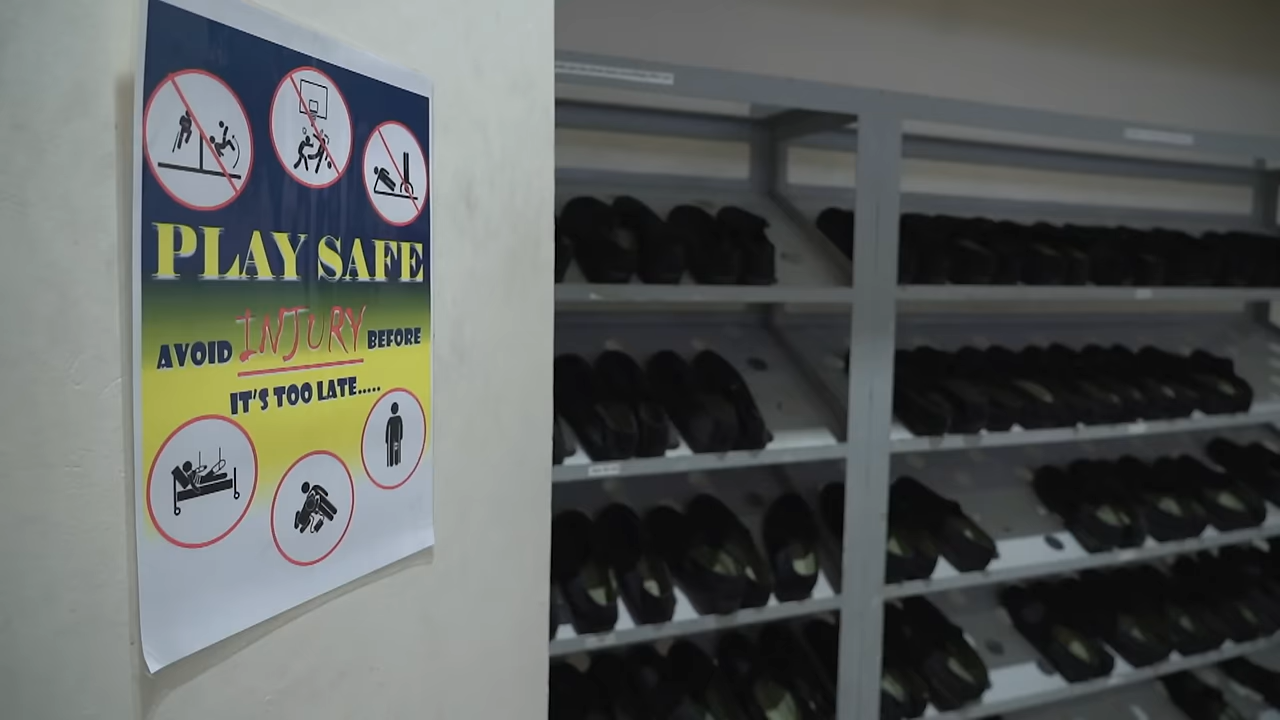 PLAY SAFE
AVOID INJURY BEFORE
IT'S TOO LATE.....